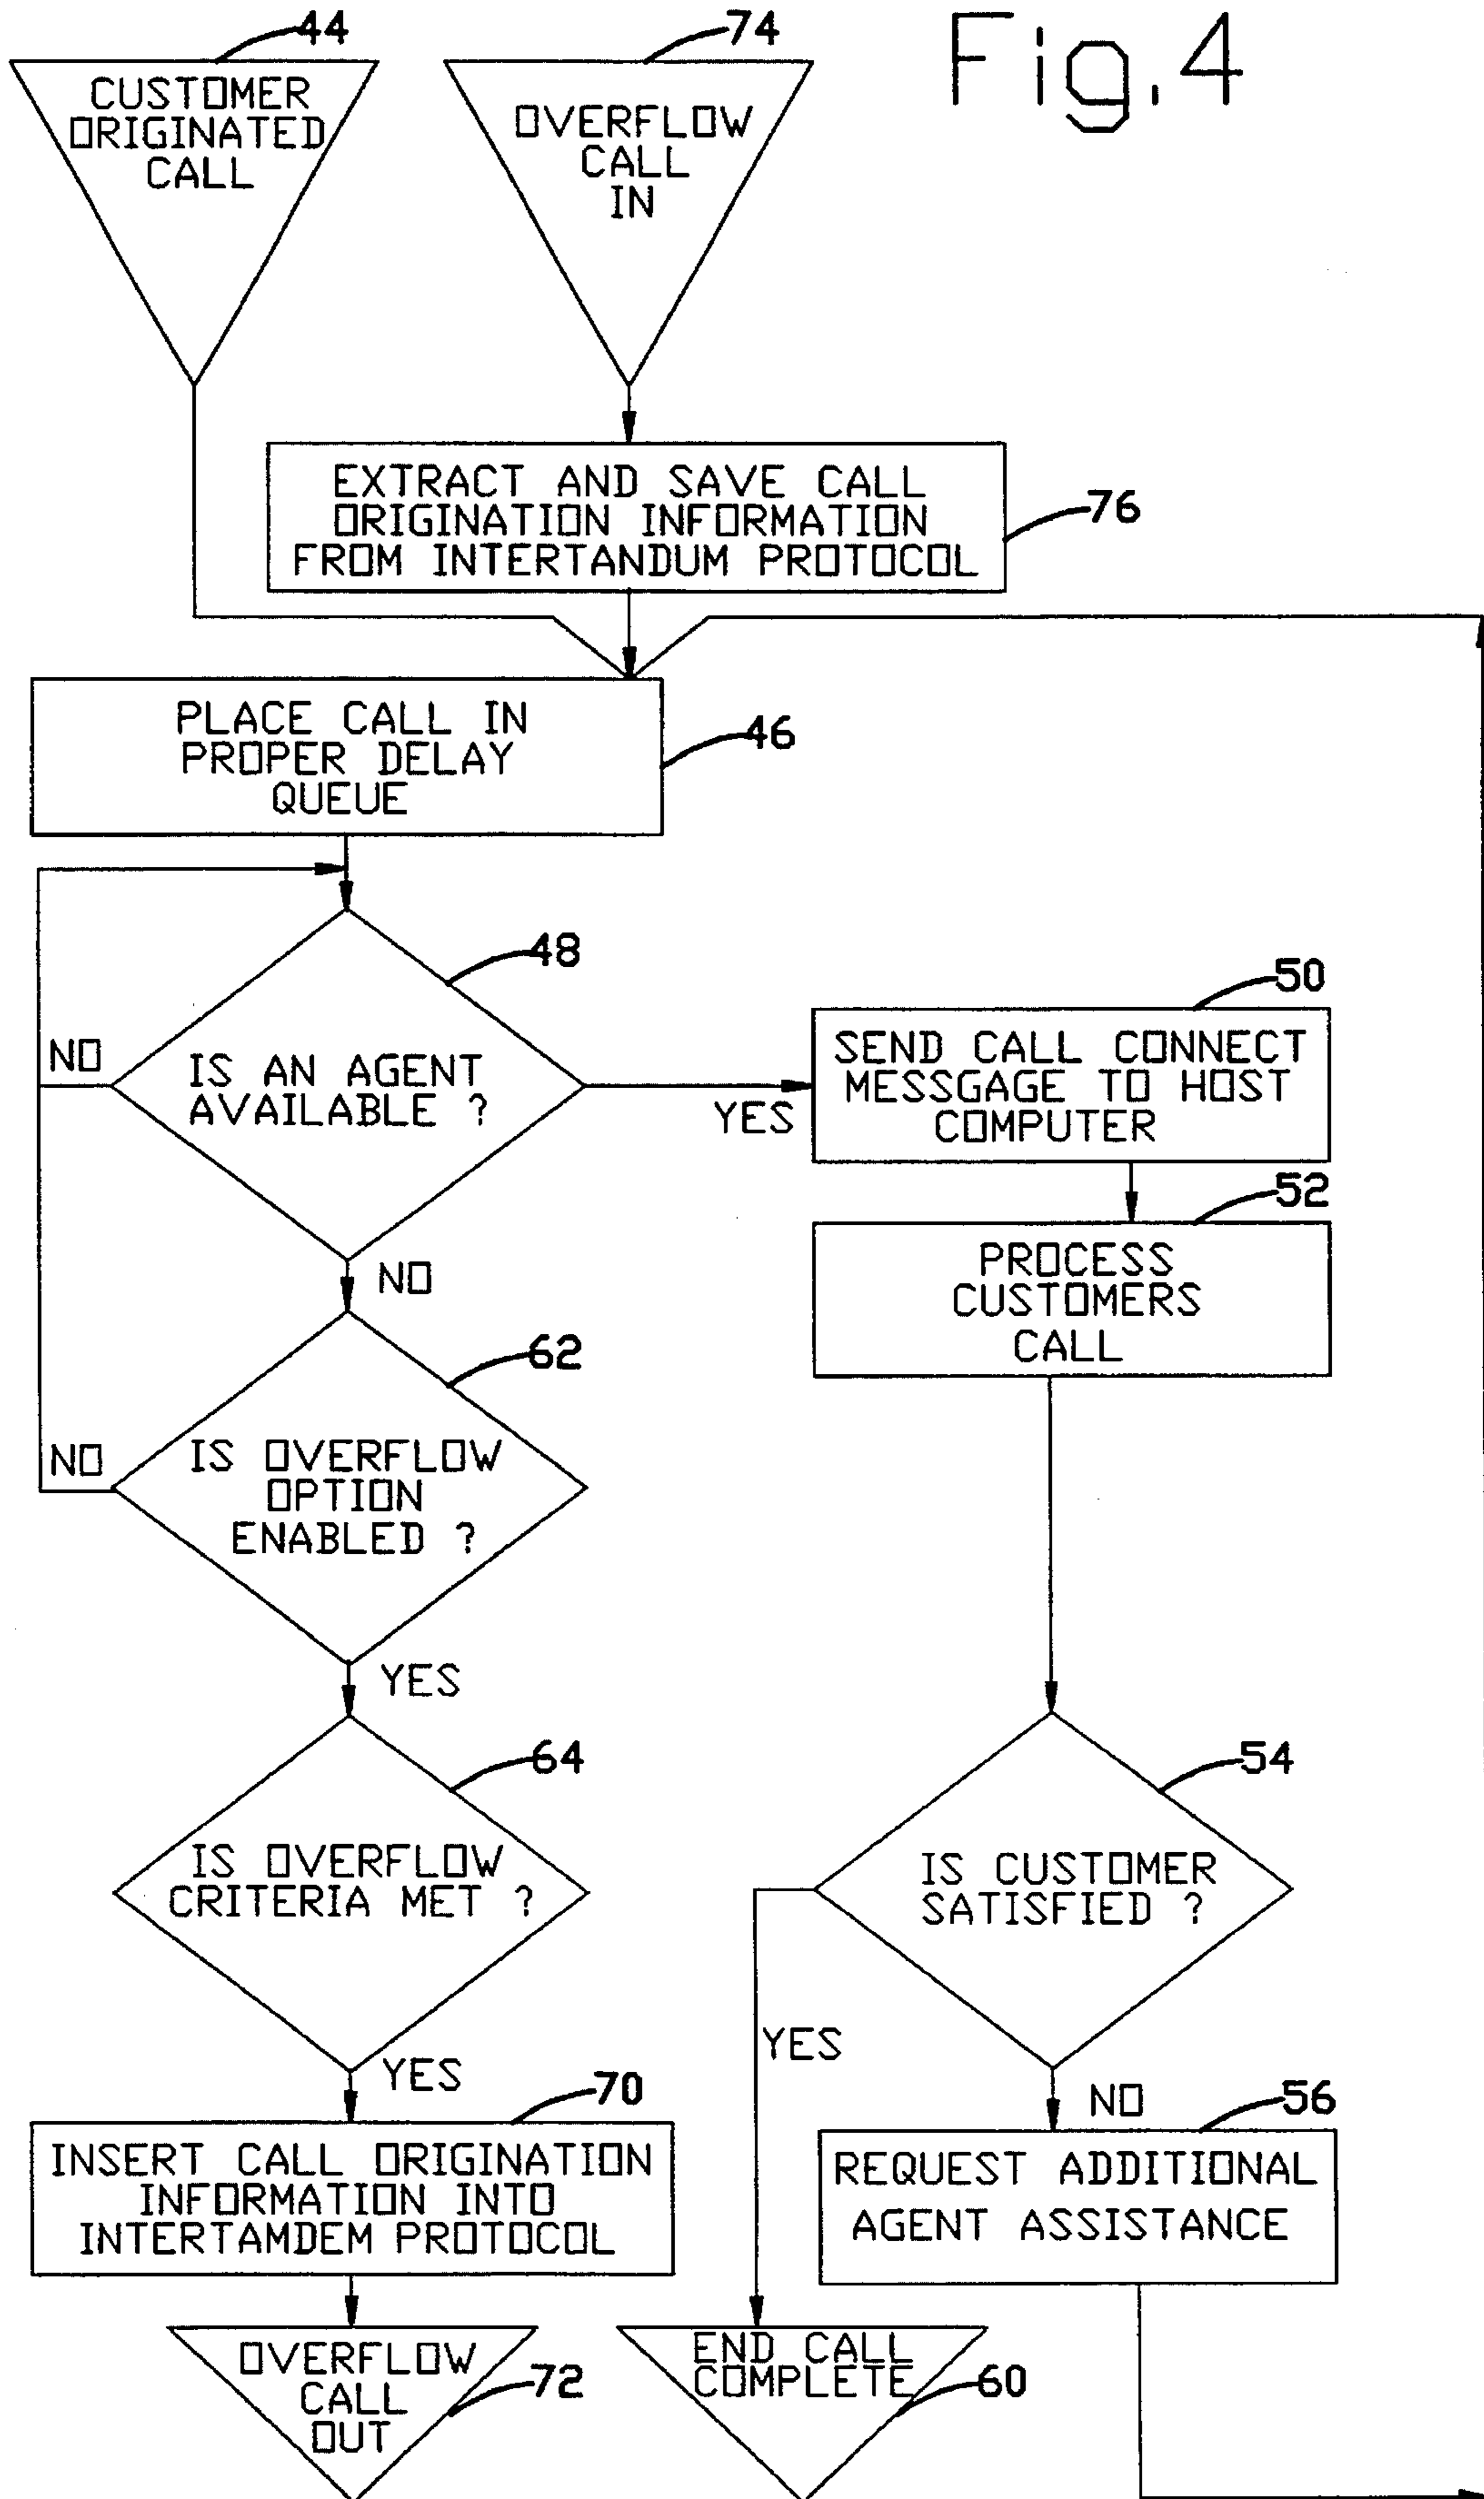 Fig.4
44
CUSTOMER
ORIGINATED
CALL
74
OVERFLOW
CALL
IN
EXTRACT AND SAVE CALL
ORIGINATION INFORMATION
FROM INTERTANDUM PROTOCOL
76
PLACE CALL IN
PROPER DELAY
QUEUE
46
48
NO
IS AN AGENT
AVAILABLE ?
YES
50
SEND CALL CONNECT
MESSGAGE TO HOST
COMPUTER
52
PROCESS
CUSTOMERS
CALL
NO
62
NO
IS OVERFLOW
OPTION
ENABLED ?
YES
64
IS OVERFLOW
CRITERIA MET ?
54
IS CUSTOMER
SATISFIED ?
YES
YES
NO
70
INSERT CALL ORIGINATION
INFORMATION INTO
INTERTAMDEM PROTOCOL
56
REQUEST ADDITIONAL
AGENT ASSISTANCE
OVERFLOW
CALL
OUT
72
END CALL
COMPLETE
60